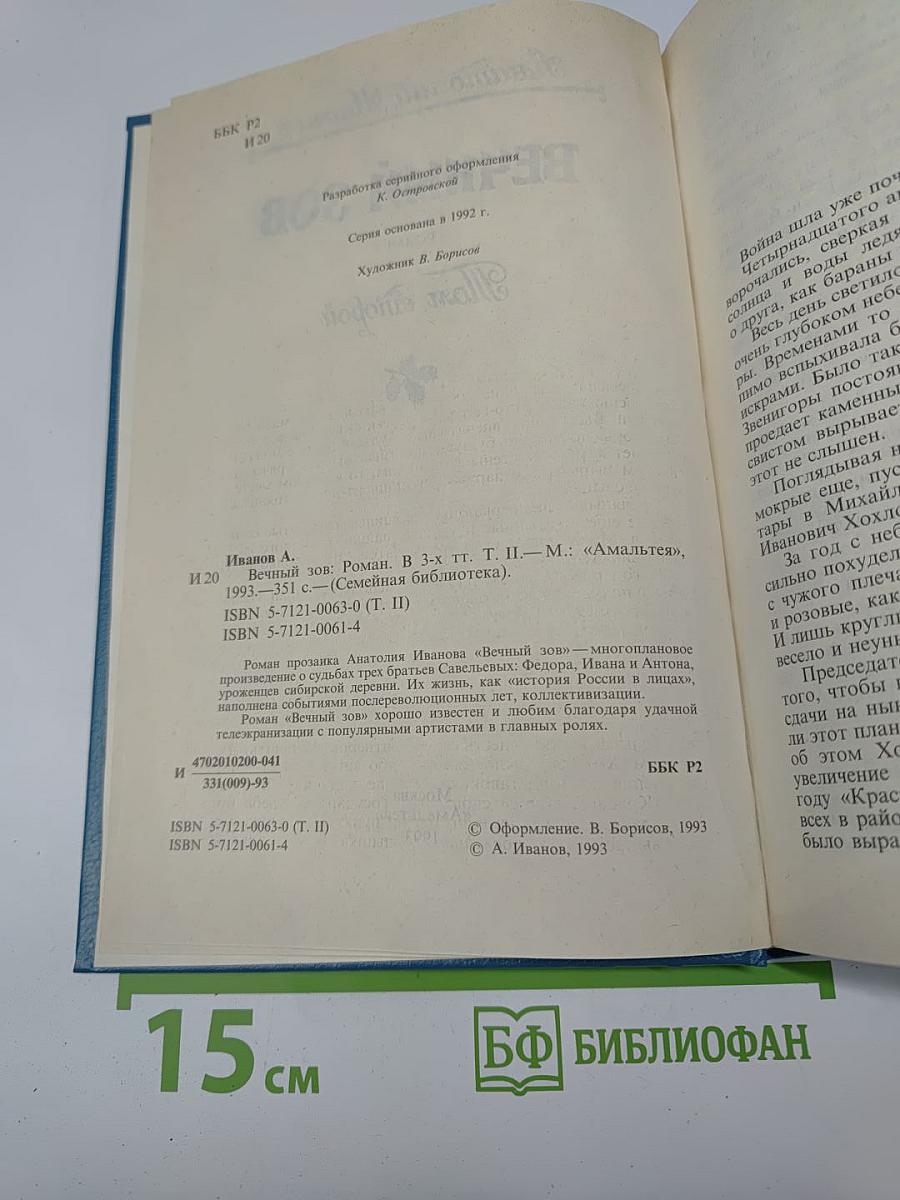 ББК Р2
И 20
Разработка серийного оформления
К. Островской
Серия основана в 1992 г.
Художник В. Борисов
Иванов А.
И 20 Вечный зов: Роман. В 3-х тт. Т. II.— М.: «Амальтея»,
1993.—351 с.— (Семейная библиотека).
ISBN 5-7121-0063-0 (Т. II)
ISBN 5-7121-0061-4
Роман прозаика Анатолия Иванова «Вечный зов» — многоплановое
произведение о судьбах трех братьев Савельевых: Федора, Ивана и Антона,
уроженцев сибирской деревни. Их жизнь, как «история России в лицах»,
наполнена событиями послереволюционных лет, коллективизации.
Роман «Вечный зов» хорошо известен и любим благодаря удачной
телеэкранизации с популярными артистами в главных ролях.
И 4702010200-041
331(009)-93
ББК Р2
ISBN 5-7121-0063-0 (Т. II)
ISBN 5-7121-0061-4
© Оформление. В. Борисов, 1993
© А. Иванов, 1993
Война шла уже поч
Четырнадцатого ап
ворочались, сверкая
солнца и воды ледя
о друга, как бараны
Весь день светило
очень глубоком небе
ры. Временами то
пимо вспыхивала б
искрами. Было так
Звенигоры постоян
проедает каменны
свистом вырывает
этот не слышен.
Поглядывая н
мокрые еще, пус
тары в Михайл
Иванович Хохло
За год с неб
сильно похудел
с чужого плеча
и розовые, как
И лишь кругл
весело и неун
Председат
того, чтобы
сдачи на нын
ли этот план
об этом Хо
увеличение
году «Крас
всех в райо
было выра
15 см
БФ БИБЛИОФАН